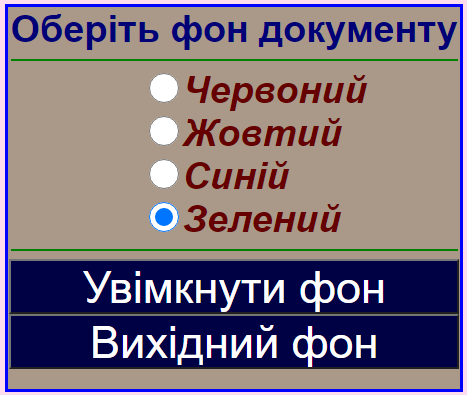 Оберіть фон документу
Червоний
Жовтий
Синій
Зелений
Увімкнути фон
Вихідний фон